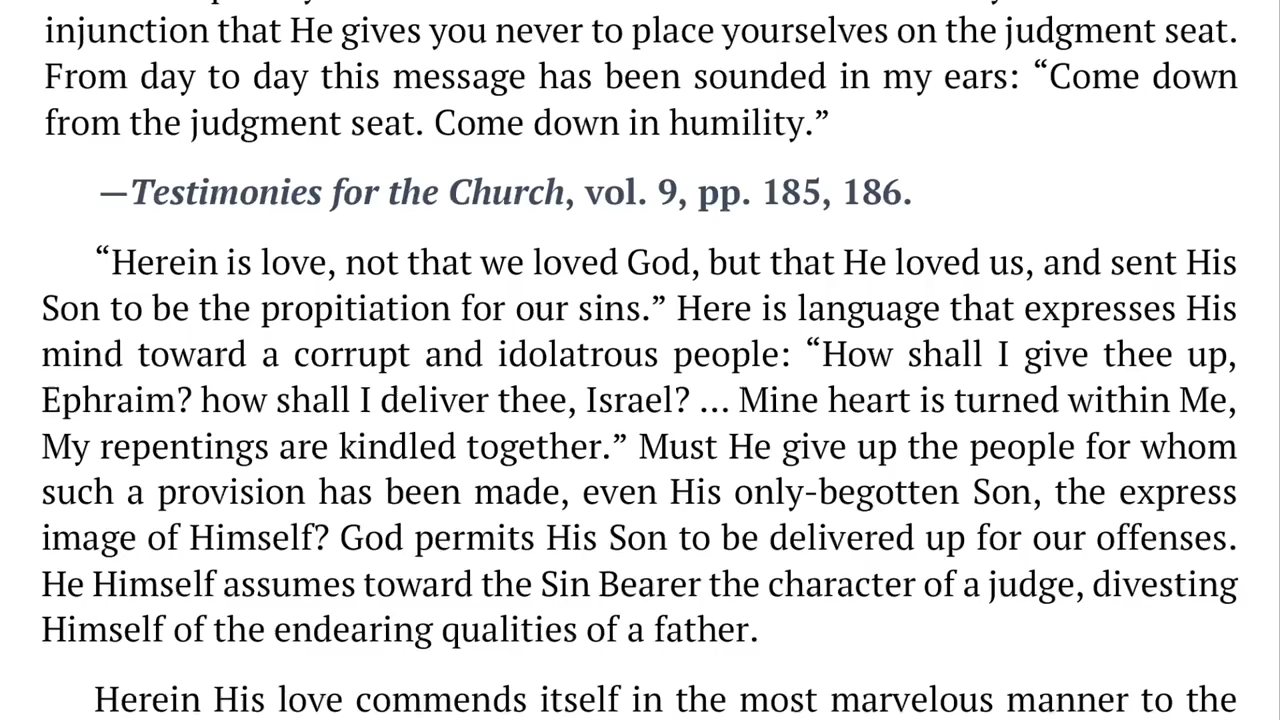 injunction that He gives you never to place yourselves on the judgment seat.
From day to day this message has been sounded in my ears: “Come down
from the judgment seat. Come down in humility.”
—Testimonies for the Church, vol. 9, pp. 185, 186.
“Herein is love, not that we loved God, but that He loved us, and sent His
Son to be the propitiation for our sins.” Here is language that expresses His
mind toward a corrupt and idolatrous people: “How shall I give thee up,
Ephraim? how shall I deliver thee, Israel? ... Mine heart is turned within Me,
My repentings are kindled together.” Must He give up the people for whom
such a provision has been made, even His only-begotten Son, the express
image of Himself? God permits His Son to be delivered up for our offenses.
He Himself assumes toward the Sin Bearer the character of a judge, divesting
Himself of the endearing qualities of a father.
Herein His love commends itself in the most marvelous manner to the